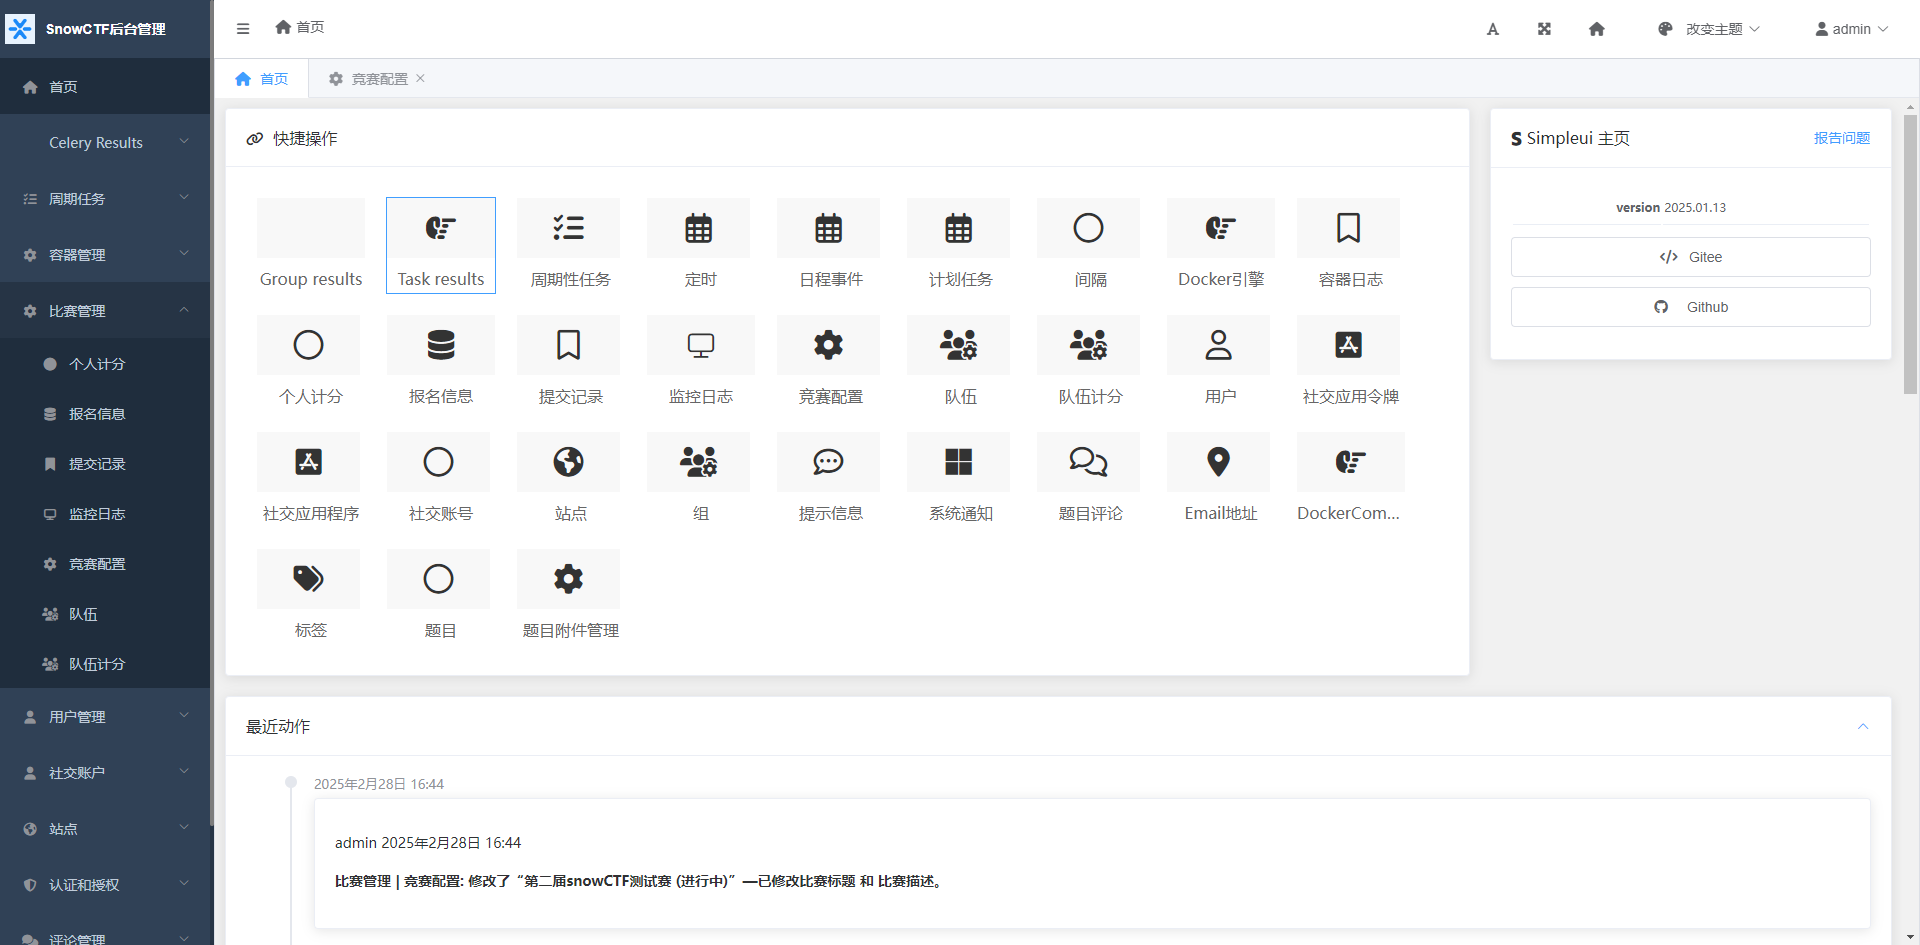 SnowCTF后台管理
首页
改变主题
admin
首页
竞赛配置
首页
Celery Results
周期任务
容器管理
比赛管理
个人计分
报名信息
提交记录
监控日志
竞赛配置
队伍
队伍计分
用户管理
社交账户
站点
认证和授权
评论管理
快捷操作
Group results
Task results
周期性任务
定时
日程事件
计划任务
间隔
Docker引擎
容器日志
个人计分
报名信息
提交记录
监控日志
竞赛配置
队伍
队伍计分
用户
社交应用令牌
社交应用程序
社交账号
站点
组
提示信息
系统通知
题目评论
Email地址
DockerCom...
标签
题目
题目附件管理
Simpleui 主页
报告问题
version 2025.01.13
Gitee
Github
最近动作
2025年2月28日 16:44
admin 2025年2月28日 16:44
比赛管理 | 竞赛配置: 修改了“第二届snowCTF测试赛 (进行中)”—已修改比赛标题 和 比赛描述。